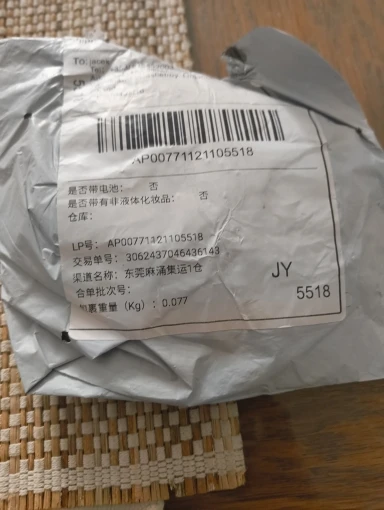 To:
AP00771121105518
是否带电池： 否
是否带有非液体化妆品： 否
仓库：
LP号： AP00771121105518
交易单号：3062437046436143
渠道名称：东莞麻涌集运1仓
合单批次号：
包裹重量（Kg）：0.077
JY
5518